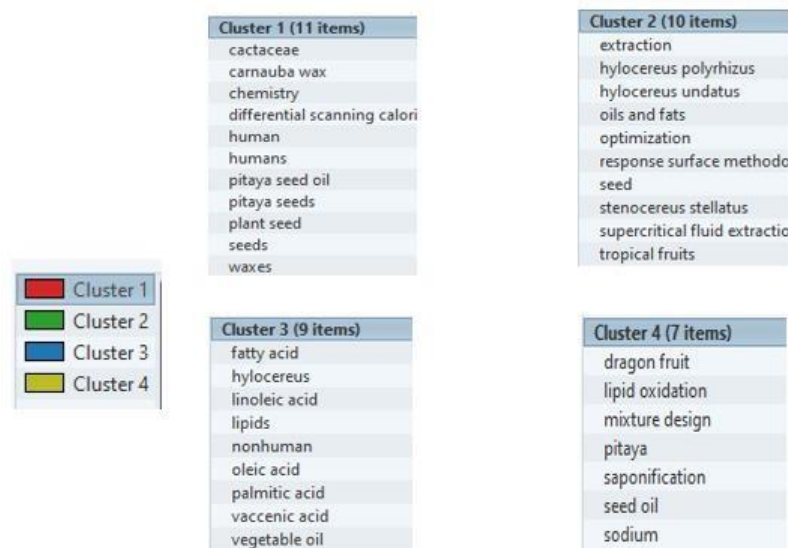 Cluster 1 (11 items)
cactaceae
carnauba wax
chemistry
differential scanning calori
human
humans
pitaya seed oil
pitaya seeds
plant seed
seeds
waxes
Cluster 2 (10 items)
extraction
hylocereus polyrhizus
hylocereus undatus
oils and fats
optimization
response surface methodo
seed
stenocereus stellatus
supercritical fluid extractio
tropical fruits
Cluster 1
Cluster 2
Cluster 3
Cluster 4
Cluster 3 (9 items)
fatty acid
hylocereus
linoleic acid
lipids
nonhuman
oleic acid
palmitic acid
vaccenic acid
vegetable oil
Cluster 4 (7 items)
dragon fruit
lipid oxidation
mixture design
pitaya
saponification
seed oil
sodium